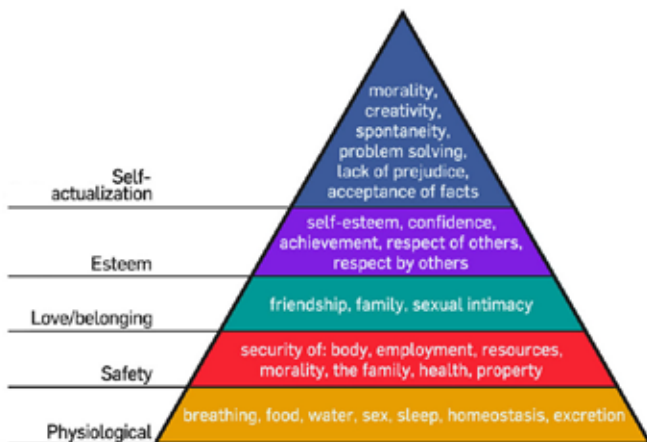 morality,
creativity,
spontaneity,
problem solving,
lack of prejudice,
acceptance of facts
Self-
actualization
self-esteem, confidence,
achievement, respect of others,
respect by others
Esteem
friendship, family, sexual intimacy
Love/belonging
security of: body, employment, resources,
morality, the family, health, property
Safety
breathing, food, water, sex, sleep, homeostasis, excretion
Physiological